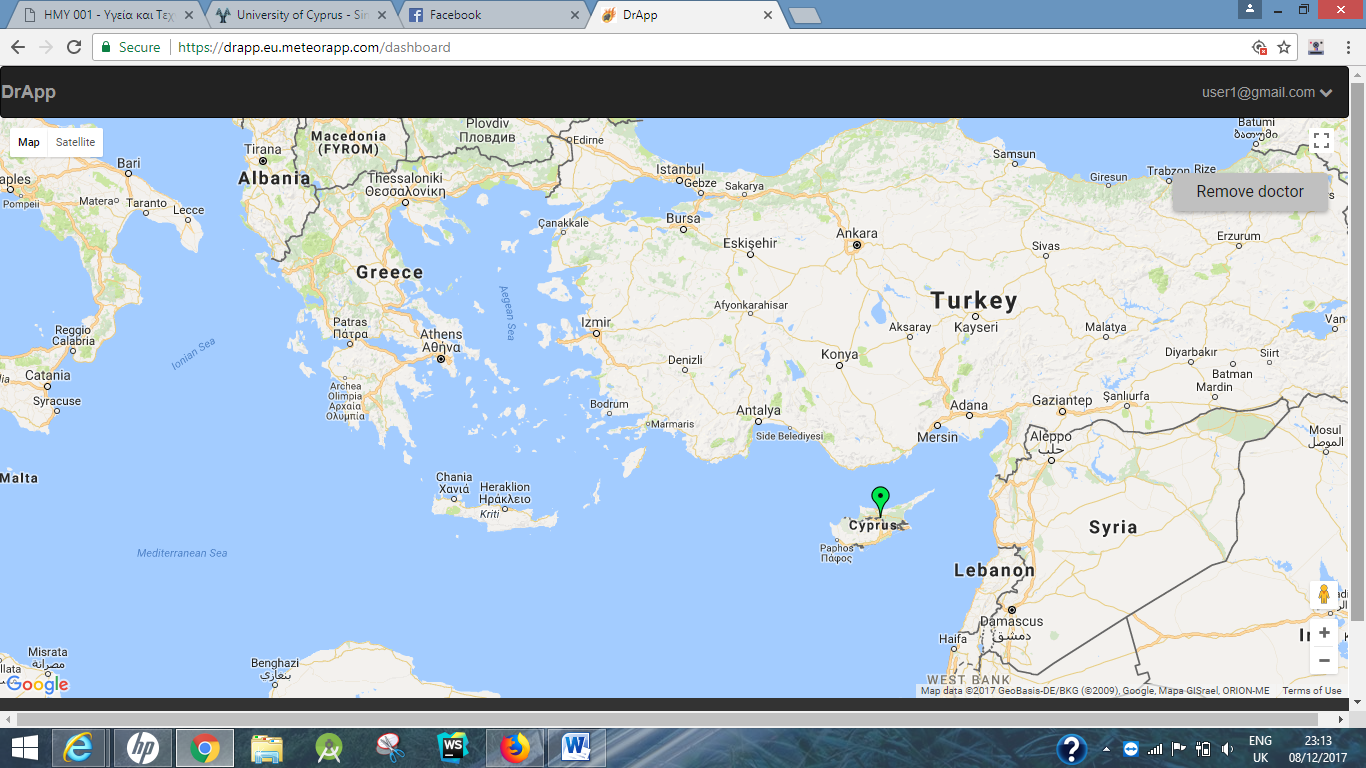 HMY 001 - Υγεία και Τεχ
University of Cyprus - Sin
Facebook
DrApp
Secure
https://drapp.eu.meteorapp.com/dashboard
DrApp
user1@gmail.com
Map
Satellite
Remove doctor
Macedonia
(FYROM)
Plovdiv
Пловдив
Edirne
Batumi
ბათუმი
Tirana
Albania
Bari
aples
Pompeii
Matera
Taranto
Lecce
Thessaloniki
Θεσσαλονίκη
Istanbul
Gebze
Sakarya
Samsun
Giresun
Trabzon
Rize
Çanakkale
Bursa
Eskişehir
Ankara
Sivas
Erzurum
Greece
Aegean Sea
Afyonkarahisar
Turkey
Kayseri
Aksaray
Malatya
Van
Reggio
Calabria
Ionian Sea
Patras
Πάτρα
Athens
Αθήνα
Izmir
Denizli
Konya
Diyarbakır
Siirt
Batman
Mardin
Catania
Syracuse
Archea
Olimpia
Αρχαία
Ολυμπία
Bodrum
Marmaris
Antalya
Side Belediyesi
Adana
Mersin
Gaziantep
Şanlıurfa
Aleppo
حلب
Mosul
الموصل
Malta
Chania
Χανιά
Heraklion
Ηράκλειο
Kriti
Cyprus
Paphos
Πάφος
Syria
Mediterranean Sea
Lebanon
Damascus
دمشق
Haifa
WEST BANK
Misrata
مصراتة
Benghazi
بنغازي
Google
Map data ©2017 GeoBasis-DE/BKG (©2009), Google, Mapa GISrael, ORION-ME
Terms of Use
ENG
UK
23:13
08/12/2017